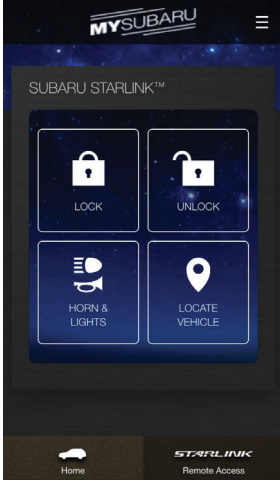 MYSUBARU
SUBARU STARLINK™
LOCK
UNLOCK
HORN &
LIGHTS
LOCATE
VEHICLE
Home
STARLINK
Remote Access